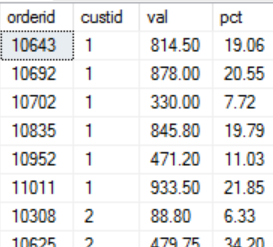 orderid custid val pct
10643 1 814.50 19.06
10692 1 878.00 20.55
10702 1 330.00 7.72
10835 1 845.80 19.79
10952 1 471.20 11.03
11011 1 933.50 21.85
10308 2 88.80 6.33
10625 2 479.75 34.20